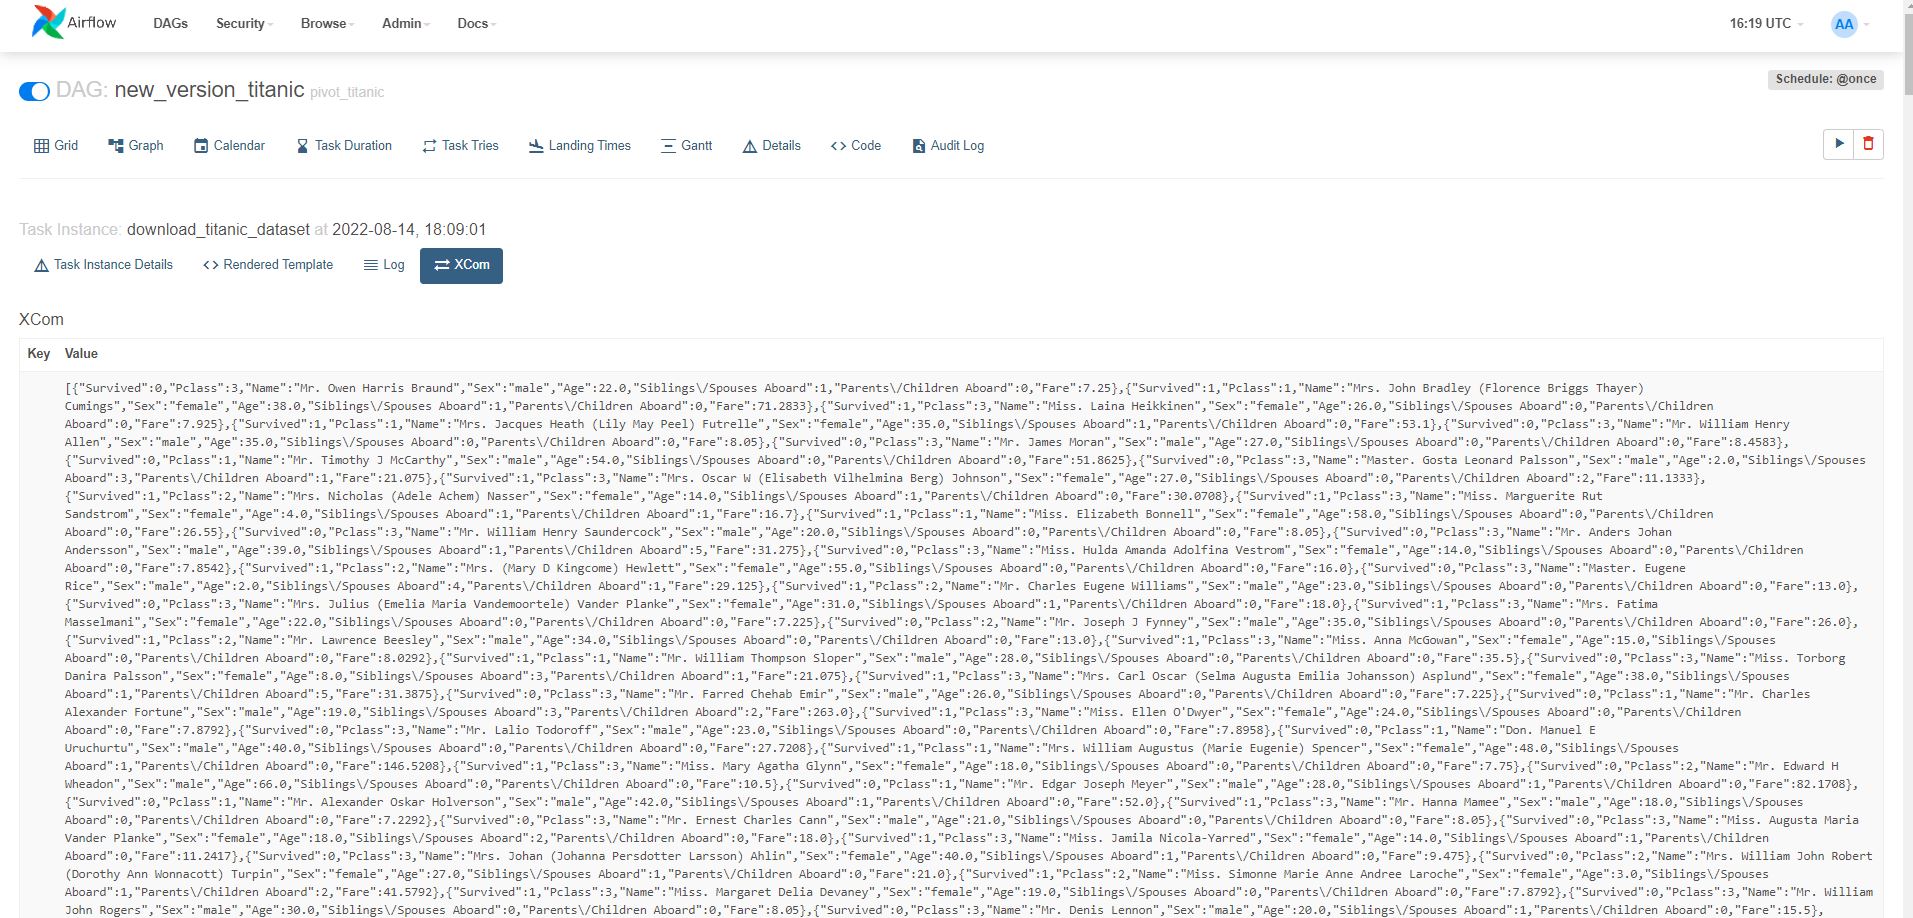 Airflow DAGs Security Browse Admin Docs 16:19 UTC AA
DAG: new_version_titanic pivot_titanic Schedule: @once
Grid Graph Calendar Task Duration Task Tries Landing Times Gantt Details Code Audit Log
Task Instance: download_titanic_dataset at 2022-08-14, 18:09:01
Task Instance Details Rendered Template Log XCom
XCom
Key Value
[{"Survived":0,"Pclass":3,"Name":"Mr. Owen Harris Braund","Sex":"male","Age":22.0,"Siblings\/Spouses Aboard":1,"Parents\/Children Aboard":0,"Fare":7.25},{"Survived":1,"Pclass":1,"Name":"Mrs. John Bradley (Florence Briggs Thayer)
Cumings","Sex":"female","Age":38.0,"Siblings\/Spouses Aboard":1,"Parents\/Children Aboard":0,"Fare":71.2833},{"Survived":1,"Pclass":3,"Name":"Miss. Laina Heikkinen","Sex":"female","Age":26.0,"Siblings\/Spouses Aboard":0,"Parents\/Children
Aboard":0,"Fare":7.925},{"Survived":1,"Pclass":1,"Name":"Mrs. Jacques Heath (Lily May Peel) Futrelle","Sex":"female","Age":35.0,"Siblings\/Spouses Aboard":1,"Parents\/Children Aboard":0,"Fare":53.1},{"Survived":0,"Pclass":3,"Name":"Mr. William Henry
Allen","Sex":"male","Age":35.0,"Siblings\/Spouses Aboard":0,"Parents\/Children Aboard":0,"Fare":8.05},{"Survived":0,"Pclass":3,"Name":"Mr. James Moran","Sex":"male","Age":27.0,"Siblings\/Spouses Aboard":0,"Parents\/Children Aboard":0,"Fare":8.4583},
{"Survived":0,"Pclass":1,"Name":"Mr. Timothy J McCarthy","Sex":"male","Age":54.0,"Siblings\/Spouses Aboard":0,"Parents\/Children Aboard":0,"Fare":51.8625},{"Survived":0,"Pclass":3,"Name":"Master. Gosta Leonard Palsson","Sex":"male","Age":2.0,"Siblings\/Spouses
Aboard":3,"Parents\/Children Aboard":1,"Fare":21.075},{"Survived":1,"Pclass":3,"Name":"Mrs. Oscar W (Elisabeth Vilhelmina Berg) Johnson","Sex":"female","Age":27.0,"Siblings\/Spouses Aboard":0,"Parents\/Children Aboard":2,"Fare":11.1333},
{"Survived":1,"Pclass":2,"Name":"Mrs. Nicholas (Adele Achem) Nasser","Sex":"female","Age":14.0,"Siblings\/Spouses Aboard":1,"Parents\/Children Aboard":0,"Fare":30.0708},{"Survived":1,"Pclass":3,"Name":"Miss. Marguerite Rut
Sandstrom","Sex":"female","Age":4.0,"Siblings\/Spouses Aboard":1,"Parents\/Children Aboard":1,"Fare":16.7},{"Survived":1,"Pclass":1,"Name":"Miss. Elizabeth Bonnell","Sex":"female","Age":58.0,"Siblings\/Spouses Aboard":0,"Parents\/Children
Aboard":0,"Fare":26.55},{"Survived":0,"Pclass":3,"Name":"Mr. William Henry Saundercock","Sex":"male","Age":20.0,"Siblings\/Spouses Aboard":0,"Parents\/Children Aboard":0,"Fare":8.05},{"Survived":0,"Pclass":3,"Name":"Mr. Anders Johan
Andersson","Sex":"male","Age":39.0,"Siblings\/Spouses Aboard":1,"Parents\/Children Aboard":5,"Fare":31.275},{"Survived":0,"Pclass":3,"Name":"Miss. Hulda Amanda Adolfina Vestrom","Sex":"female","Age":14.0,"Siblings\/Spouses Aboard":0,"Parents\/Children
Aboard":0,"Fare":7.8542},{"Survived":1,"Pclass":2,"Name":"Mrs. (Mary D Kingcome) Hewlett","Sex":"female","Age":55.0,"Siblings\/Spouses Aboard":0,"Parents\/Children Aboard":0,"Fare":16.0},{"Survived":0,"Pclass":3,"Name":"Master. Eugene
Rice","Sex":"male","Age":2.0,"Siblings\/Spouses Aboard":4,"Parents\/Children Aboard":1,"Fare":29.125},{"Survived":1,"Pclass":2,"Name":"Mr. Charles Eugene Williams","Sex":"male","Age":23.0,"Siblings\/Spouses Aboard":0,"Parents\/Children Aboard":0,"Fare":13.0},
{"Survived":0,"Pclass":3,"Name":"Mrs. Julius (Emelia Maria Vandemoortele) Vander Planke","Sex":"female","Age":31.0,"Siblings\/Spouses Aboard":1,"Parents\/Children Aboard":0,"Fare":18.0},{"Survived":1,"Pclass":3,"Name":"Mrs. Fatima
Masselmani","Sex":"female","Age":22.0,"Siblings\/Spouses Aboard":0,"Parents\/Children Aboard":0,"Fare":7.225},{"Survived":0,"Pclass":2,"Name":"Mr. Joseph J Fynney","Sex":"male","Age":35.0,"Siblings\/Spouses Aboard":0,"Parents\/Children Aboard":0,"Fare":26.0},
{"Survived":1,"Pclass":2,"Name":"Mr. Lawrence Beesley","Sex":"male","Age":34.0,"Siblings\/Spouses Aboard":0,"Parents\/Children Aboard":0,"Fare":13.0},{"Survived":1,"Pclass":3,"Name":"Miss. Anna McGowan","Sex":"female","Age":15.0,"Siblings\/Spouses
Aboard":0,"Parents\/Children Aboard":0,"Fare":8.0292},{"Survived":1,"Pclass":1,"Name":"Mr. William Thompson Sloper","Sex":"male","Age":28.0,"Siblings\/Spouses Aboard":0,"Parents\/Children Aboard":0,"Fare":35.5},{"Survived":0,"Pclass":3,"Name":"Miss. Torborg
Danira Palsson","Sex":"female","Age":8.0,"Siblings\/Spouses Aboard":3,"Parents\/Children Aboard":1,"Fare":21.075},{"Survived":1,"Pclass":3,"Name":"Mrs. Carl Oscar (Selma Augusta Emilia Johansson) Asplund","Sex":"female","Age":38.0,"Siblings\/Spouses
Aboard":1,"Parents\/Children Aboard":5,"Fare":31.3875},{"Survived":0,"Pclass":3,"Name":"Mr. Farred Chehab Emir","Sex":"male","Age":26.0,"Siblings\/Spouses Aboard":0,"Parents\/Children Aboard":0,"Fare":7.225},{"Survived":0,"Pclass":1,"Name":"Mr. Charles
Alexander Fortune","Sex":"male","Age":19.0,"Siblings\/Spouses Aboard":3,"Parents\/Children Aboard":2,"Fare":263.0},{"Survived":1,"Pclass":3,"Name":"Miss. Ellen O'Dwyer","Sex":"female","Age":24.0,"Siblings\/Spouses Aboard":0,"Parents\/Children
Aboard":0,"Fare":7.8792},{"Survived":0,"Pclass":3,"Name":"Mr. Lalio Todoroff","Sex":"male","Age":23.0,"Siblings\/Spouses Aboard":0,"Parents\/Children Aboard":0,"Fare":7.8958},{"Survived":0,"Pclass":1,"Name":"Don. Manuel E
Uruchurtu","Sex":"male","Age":40.0,"Siblings\/Spouses Aboard":0,"Parents\/Children Aboard":0,"Fare":27.7208},{"Survived":1,"Pclass":1,"Name":"Mrs. William Augustus (Marie Eugenie) Spencer","Sex":"female","Age":48.0,"Siblings\/Spouses
Aboard":1,"Parents\/Children Aboard":0,"Fare":146.5208},{"Survived":1,"Pclass":3,"Name":"Miss. Mary Agatha Glynn","Sex":"female","Age":18.0,"Siblings\/Spouses Aboard":0,"Parents\/Children Aboard":0,"Fare":7.75},{"Survived":0,"Pclass":2,"Name":"Mr. Edward H
Wheadon","Sex":"male","Age":66.0,"Siblings\/Spouses Aboard":0,"Parents\/Children Aboard":0,"Fare":10.5},{"Survived":0,"Pclass":1,"Name":"Mr. Edgar Joseph Meyer","Sex":"male","Age":28.0,"Siblings\/Spouses Aboard":1,"Parents\/Children Aboard":0,"Fare":82.1708},
{"Survived":0,"Pclass":1,"Name":"Mr. Alexander Oskar Holverson","Sex":"male","Age":42.0,"Siblings\/Spouses Aboard":1,"Parents\/Children Aboard":0,"Fare":52.0},{"Survived":1,"Pclass":3,"Name":"Mr. Hanna Mamee","Sex":"male","Age":18.0,"Siblings\/Spouses
Aboard":0,"Parents\/Children Aboard":0,"Fare":7.2292},{"Survived":0,"Pclass":3,"Name":"Mr. Ernest Charles Cann","Sex":"male","Age":21.0,"Siblings\/Spouses Aboard":0,"Parents\/Children Aboard":0,"Fare":8.05},{"Survived":0,"Pclass":3,"Name":"Miss. Augusta Maria
Vander Planke","Sex":"female","Age":18.0,"Siblings\/Spouses Aboard":2,"Parents\/Children Aboard":0,"Fare":18.0},{"Survived":1,"Pclass":3,"Name":"Miss. Jamila Nicola-Yarred","Sex":"female","Age":14.0,"Siblings\/Spouses Aboard":1,"Parents\/Children
Aboard":0,"Fare":11.2417},{"Survived":0,"Pclass":3,"Name":"Mrs. Johan (Johanna Persdotter Larsson) Ahlin","Sex":"female","Age":40.0,"Siblings\/Spouses Aboard":1,"Parents\/Children Aboard":0,"Fare":9.475},{"Survived":0,"Pclass":2,"Name":"Mrs. William John Robert
(Dorothy Ann Wonnacott) Turpin","Sex":"female","Age":27.0,"Siblings\/Spouses Aboard":1,"Parents\/Children Aboard":0,"Fare":21.0},{"Survived":1,"Pclass":2,"Name":"Miss. Simonne Marie Anne Andree Laroche","Sex":"female","Age":3.0,"Siblings\/Spouses
Aboard":1,"Parents\/Children Aboard":2,"Fare":41.5792},{"Survived":1,"Pclass":3,"Name":"Miss. Margaret Delia Devaney","Sex":"female","Age":19.0,"Siblings\/Spouses Aboard":0,"Parents\/Children Aboard":0,"Fare":7.8792},{"Survived":0,"Pclass":3,"Name":"Mr. William
John Rogers","Sex":"male","Age":30.0,"Siblings\/Spouses Aboard":0,"Parents\/Children Aboard":0,"Fare":8.05},{"Survived":0,"Pclass":3,"Name":"Mr. Denis Lennon","Sex":"male","Age":20.0,"Siblings\/Spouses Aboard":1,"Parents\/Children Aboard":0,"Fare":15.5},